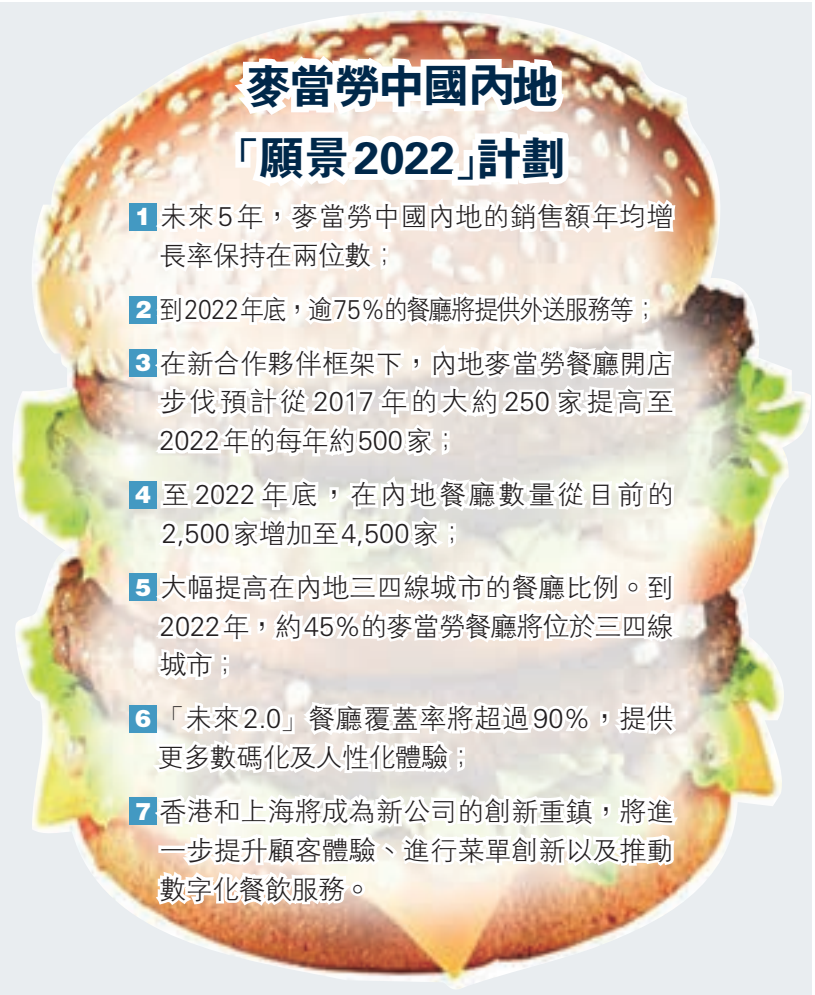 麥當勞中國內地
「願景2022」計劃
1 未來5年，麥當勞中國內地的銷售額年均增
長率保持在兩位數；
2 到2022年底，逾75%的餐廳將提供外送服務等；
3 在新合作夥伴框架下，內地麥當勞餐廳開店
步伐預計從2017年的大約250家提高至
2022年的每年約500家；
4 至2022年底，在內地餐廳數量從目前的
2,500家增加至4,500家；
5 大幅提高在內地三四線城市的餐廳比例。到
2022年，約45%的麥當勞餐廳將位於三四線
城市；
6 「未來2.0」餐廳覆蓋率將超過90%，提供
更多數碼化及人性化體驗；
7 香港和上海將成為新公司的創新重鎮，將進
一步提升顧客體驗、進行菜單創新以及推動
數字化餐飲服務。